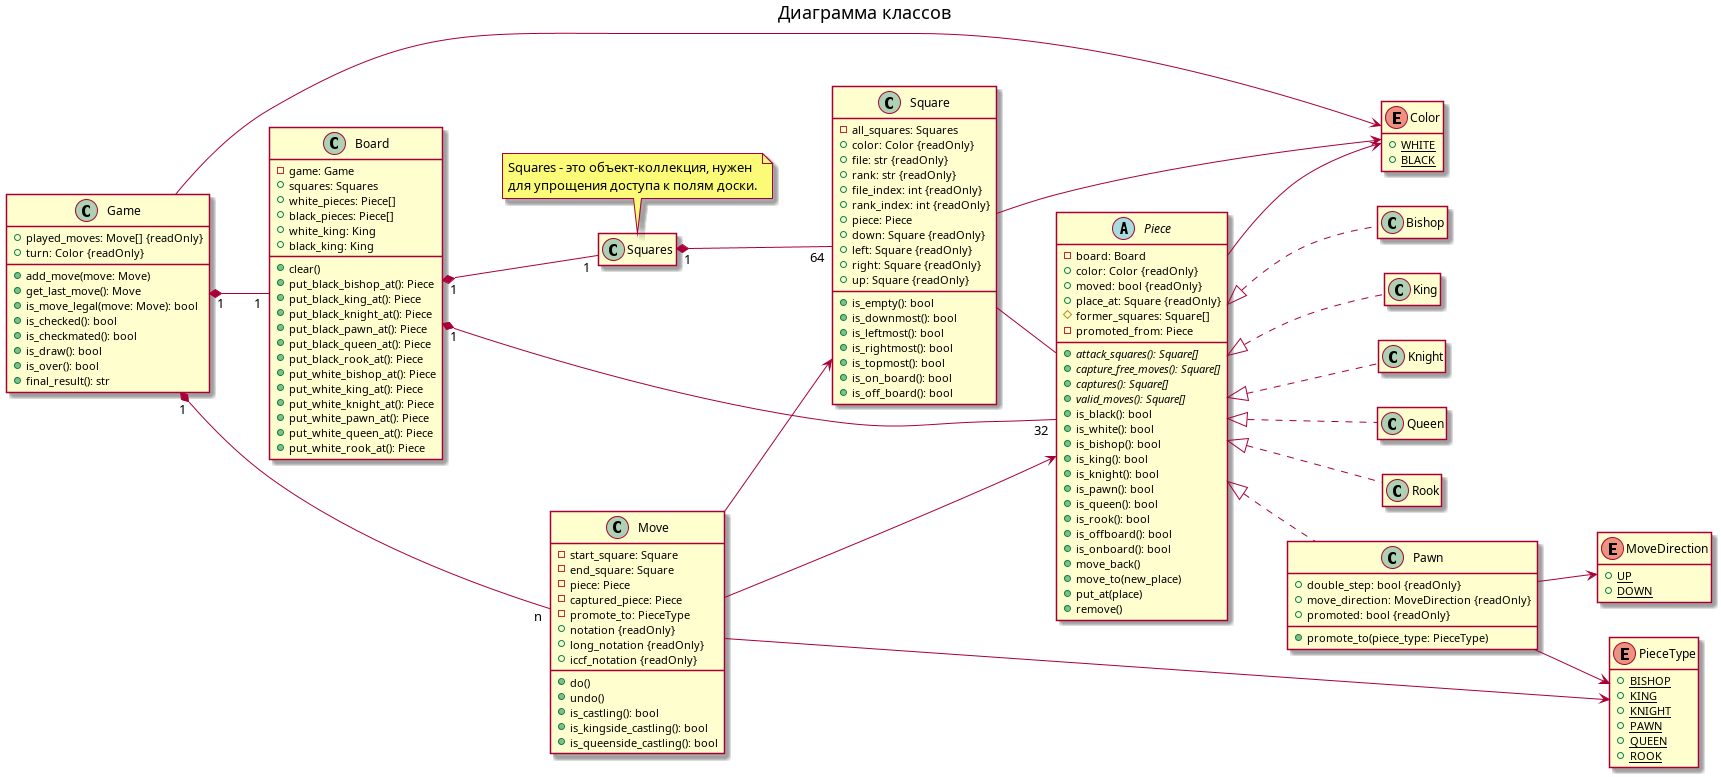 Диаграмма классов
Game
played_moves: Move[] {readOnly}
turn: Color {readOnly}
add_move(move: Move)
get_last_move(): Move
is_move_legal(move: Move): bool
is_checked(): bool
is_checkmated(): bool
is_draw(): bool
is_over(): bool
final_result(): str
1
1
1
n
Board
game: Game
squares: Squares
white_pieces: Piece[]
black_pieces: Piece[]
white_king: King
black_king: King
clear()
put_black_bishop_at(): Piece
put_black_king_at(): Piece
put_black_knight_at(): Piece
put_black_pawn_at(): Piece
put_black_queen_at(): Piece
put_black_rook_at(): Piece
put_white_bishop_at(): Piece
put_white_king_at(): Piece
put_white_knight_at(): Piece
put_white_pawn_at(): Piece
put_white_queen_at(): Piece
put_white_rook_at(): Piece
1
1
1
32
Squares - это объект-коллекция, нужен
для упрощения доступа к полям доски.
Squares
1
64
Square
all_squares: Squares
color: Color {readOnly}
file: str {readOnly}
rank: str {readOnly}
file_index: int {readOnly}
rank_index: int {readOnly}
piece: Piece
down: Square {readOnly}
left: Square {readOnly}
right: Square {readOnly}
up: Square {readOnly}
is_empty(): bool
is_downmost(): bool
is_leftmost(): bool
is_rightmost(): bool
is_topmost(): bool
is_on_board(): bool
is_off_board(): bool
Move
start_square: Square
end_square: Square
piece: Piece
captured_piece: Piece
promote_to: PieceType
notation {readOnly}
long_notation {readOnly}
iccf_notation {readOnly}
do()
undo()
is_castling(): bool
is_kingside_castling(): bool
is_queenside_castling(): bool
Piece
board: Board
color: Color {readOnly}
moved: bool {readOnly}
place_at: Square {readOnly}
former_squares: Square[]
promoted_from: Piece
attack_squares(): Square[]
capture_free_moves(): Square[]
captures(): Square[]
valid_moves(): Square[]
is_black(): bool
is_white(): bool
is_bishop(): bool
is_king(): bool
is_knight(): bool
is_pawn(): bool
is_queen(): bool
is_rook(): bool
is_offboard(): bool
is_onboard(): bool
move_back()
move_to(new_place)
put_at(place)
remove()
Color
WHITE
BLACK
Bishop
King
Knight
Queen
Rook
Pawn
double_step: bool {readOnly}
move_direction: MoveDirection {readOnly}
promoted: bool {readOnly}
promote_to(piece_type: PieceType)
MoveDirection
UP
DOWN
PieceType
BISHOP
KING
KNIGHT
PAWN
QUEEN
ROOK